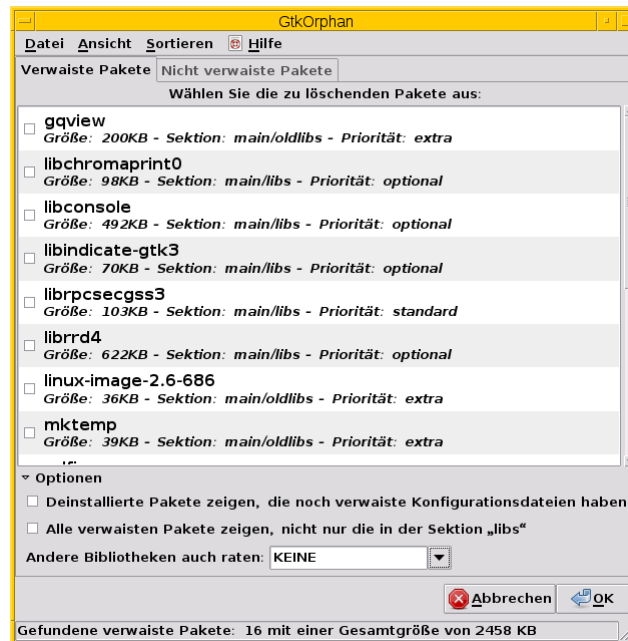 GtkOrphan
Datei Ansicht Sortieren Hilfe
Verwaiste Pakete Nicht verwaiste Pakete
Wählen Sie die zu löschenden Pakete aus:
gqview
Größe: 200KB - Sektion: main/oldlibs - Priorität: extra
libchromaprint0
Größe: 98KB - Sektion: main/libs - Priorität: optional
libconsole
Größe: 492KB - Sektion: main/libs - Priorität: optional
libindicate-gtk3
Größe: 70KB - Sektion: main/libs - Priorität: optional
librpcsecgss3
Größe: 103KB - Sektion: main/libs - Priorität: standard
librrd4
Größe: 622KB - Sektion: main/libs - Priorität: optional
linux-image-2.6-686
Größe: 36KB - Sektion: main/oldlibs - Priorität: extra
mktemp
Größe: 39KB - Sektion: main/oldlibs - Priorität: extra
Optionen
Deinstallierte Pakete zeigen, die noch verwaiste Konfigurationsdateien haben
Alle verwaisten Pakete zeigen, nicht nur die in der Sektion „libs“
Andere Bibliotheken auch raten: KEINE
Abbrechen OK
Gefundene verwaiste Pakete: 16 mit einer Gesamtgröße von 2458 KB